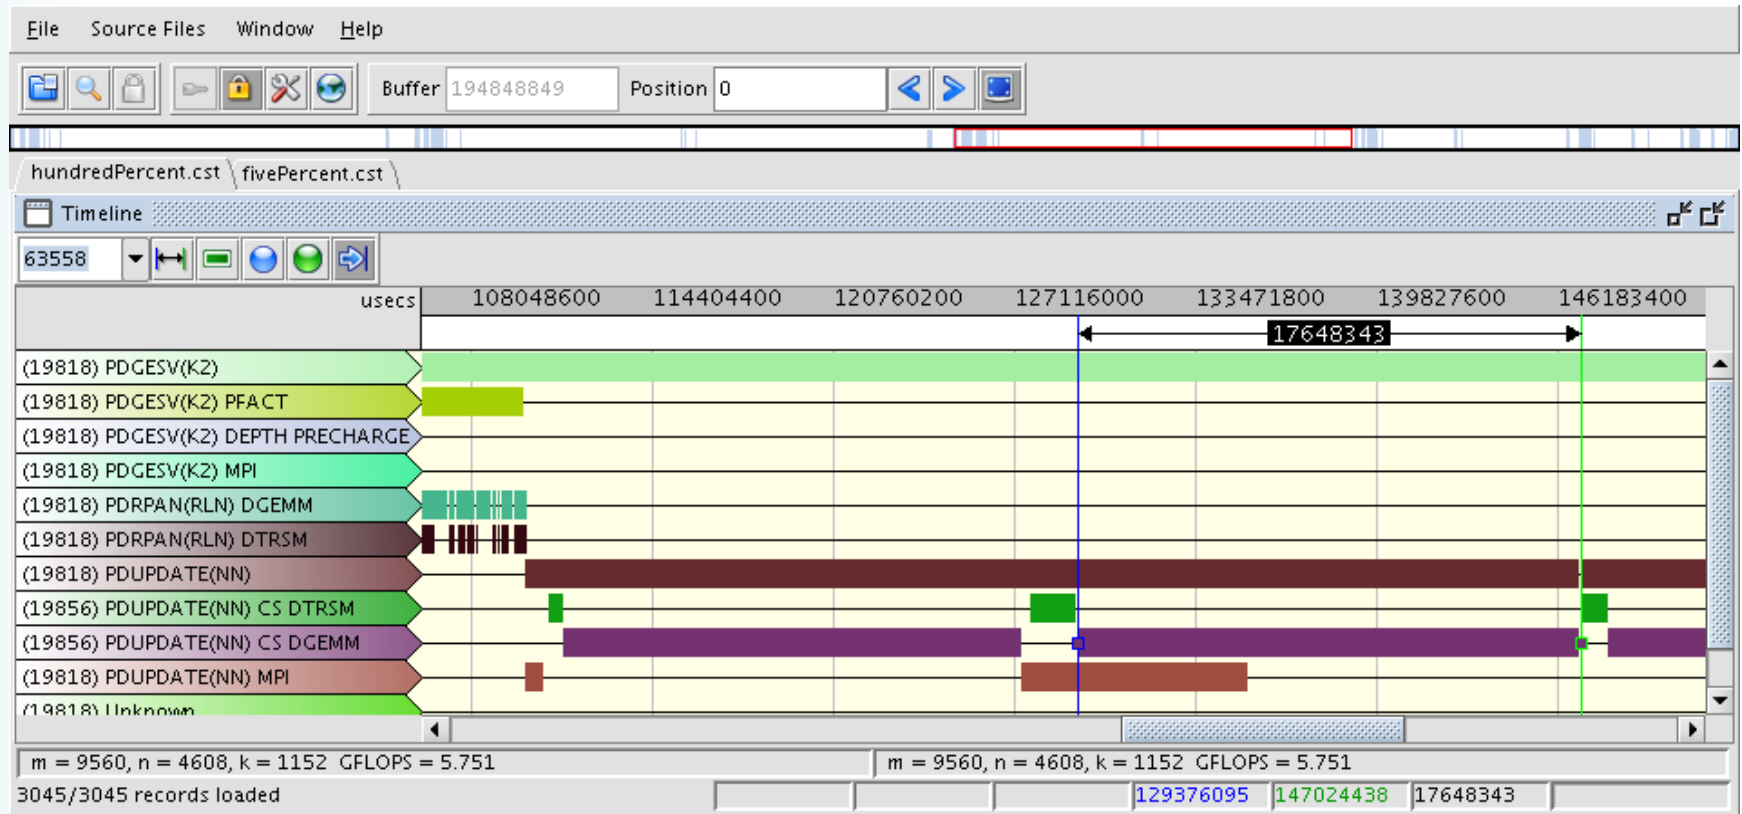 File Source Files Window Help
Buffer 194848849 Position 0
hundredPercent.cst fivePercent.cst
Timeline
63558
usecs 108048600 114404400 120760200 127116000 133471800 139827600 146183400
17648343
(19818) PDGESV(K2)
(19818) PDGESV(K2) PFACT
(19818) PDGESV(K2) DEPTH PRECHARGE
(19818) PDGESV(K2) MPI
(19818) PDRPAN(RLN) DGEMM
(19818) PDRPAN(RLN) DTRSM
(19818) PDUPDATE(NN)
(19856) PDUPDATE(NN) CS DTRSM
(19856) PDUPDATE(NN) CS DGEMM
(19818) PDUPDATE(NN) MPI
(19818) Unknown
m = 9560, n = 4608, k = 1152 GFLOPS = 5.751 m = 9560, n = 4608, k = 1152 GFLOPS = 5.751
3045/3045 records loaded 129376095 147024438 17648343